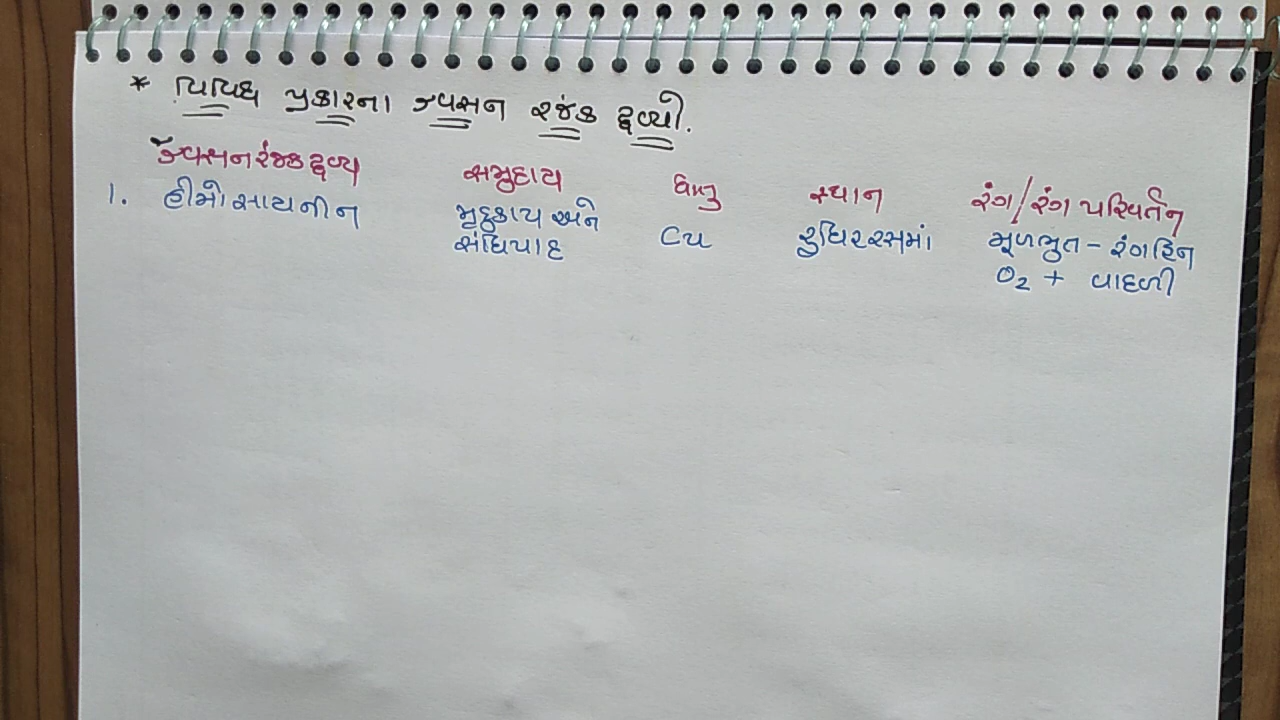 * વિવિધ પ્રકારના શ્વસન રંજક દ્રવ્યો.
શ્વસન રંજક દ્રવ્ય સમુદાય ધાતુ સ્થાન રંગ/રંગ પરિવર્તન
1. હીમોસાયનીન મૃદુકાય અને Cu રુધિરરસમાં મૂળભુત - રંગહિન
સંધિપાદ O₂ + વાદળી